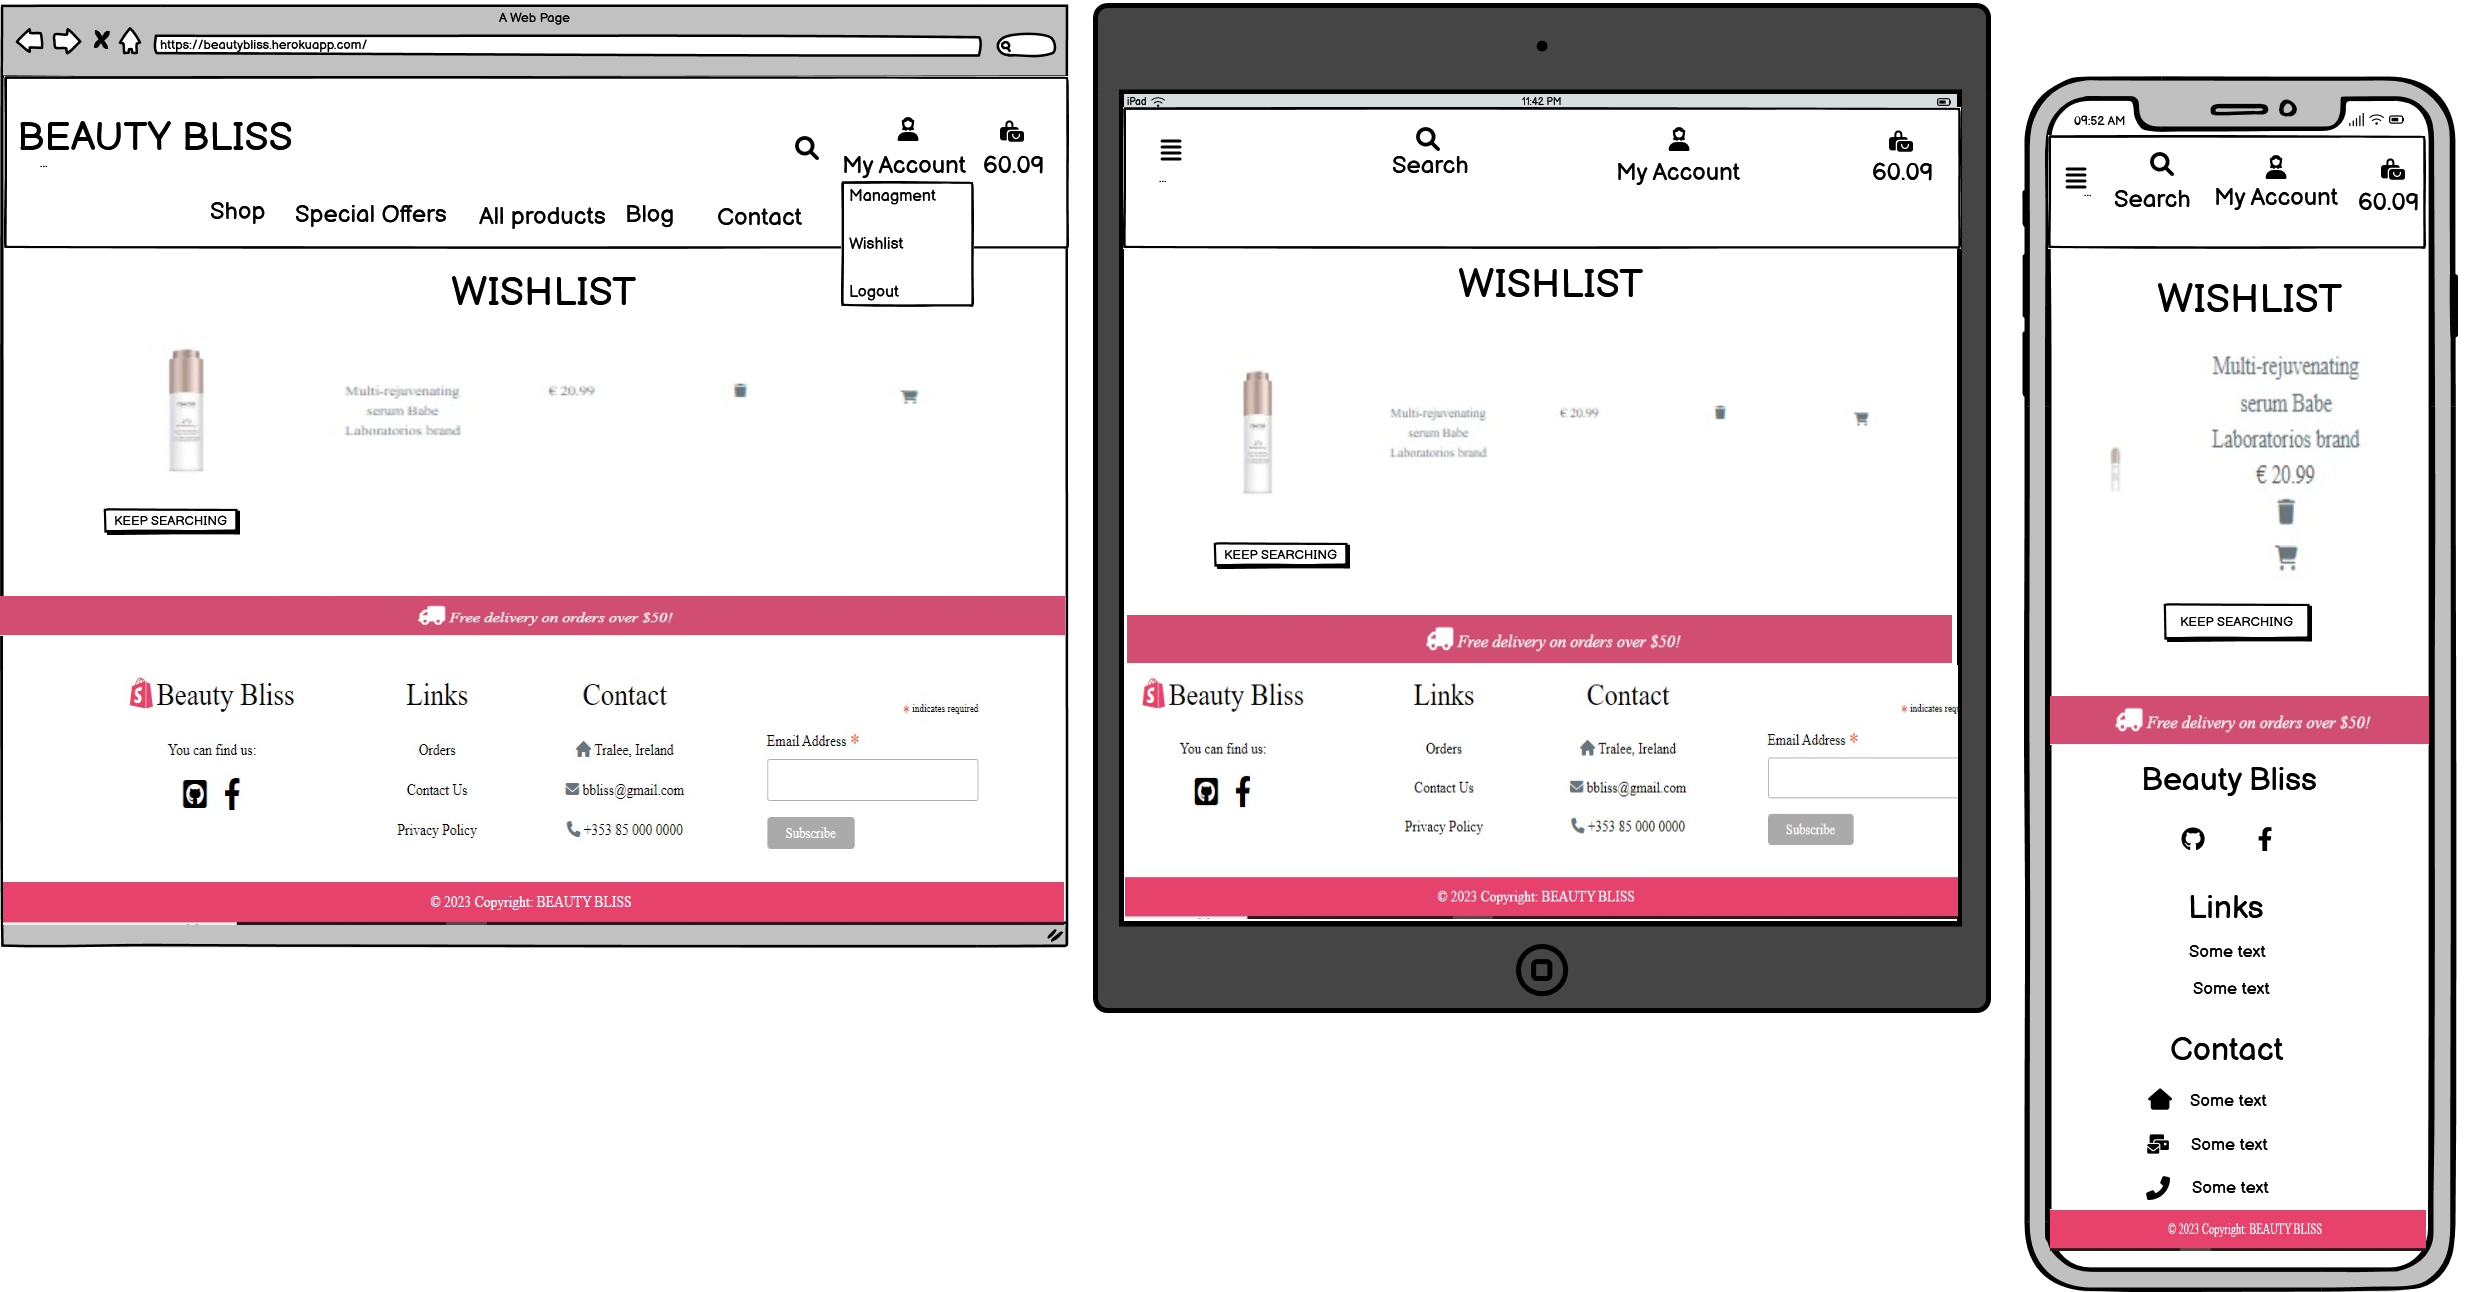 A Web Page
https://beautybliss.herokuapp.com/
BEAUTY BLISS
...
My Account
60.09
Shop
Special Offers
All products
Blog
Contact
Managment
Wishlist
Logout
WISHLIST
Multi-rejuvenating
serum Babe
Laboratorios brand
€ 20.99
KEEP SEARCHING
Free delivery on orders over $50!
Beauty Bliss
You can find us:
Links
Orders
Contact Us
Privacy Policy
Contact
Tralee, Ireland
bbliss@gmail.com
+353 85 000 0000
* indicates required
Email Address *
Subscribe
© 2023 Copyright: BEAUTY BLISS
iPad
11:42 PM
...
Search
My Account
60.09
WISHLIST
Multi-rejuvenating
serum Babe
Laboratorios brand
€ 20.99
KEEP SEARCHING
Free delivery on orders over $50!
Beauty Bliss
You can find us:
Links
Orders
Contact Us
Privacy Policy
Contact
Tralee, Ireland
bbliss@gmail.com
+353 85 000 0000
* indicates requ
Email Address *
Subscribe
© 2023 Copyright: BEAUTY BLISS
09:52 AM
...
Search
My Account
60.09
WISHLIST
Multi-rejuvenating
serum Babe
Laboratorios brand
€ 20.99
KEEP SEARCHING
Free delivery on orders over $50!
Beauty Bliss
Links
Some text
Some text
Contact
Some text
Some text
Some text
© 2023 Copyright: BEAUTY BLISS